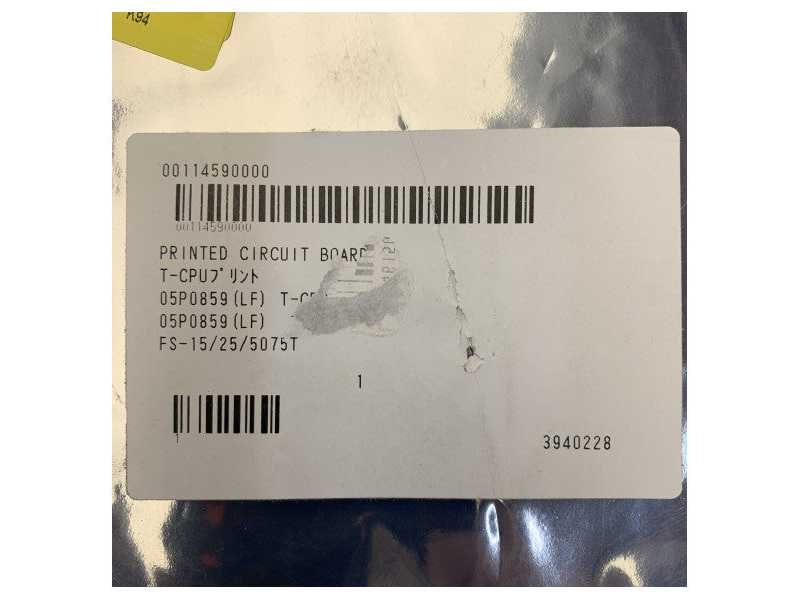 K94
00114590000
00114590000
PRINTED CIRCUIT BOARD
T-CPUﾌﾟﾘﾝﾄ
05P0859(LF)
05P0859(LF)
FS-15/25/5075T
1
1
3940228